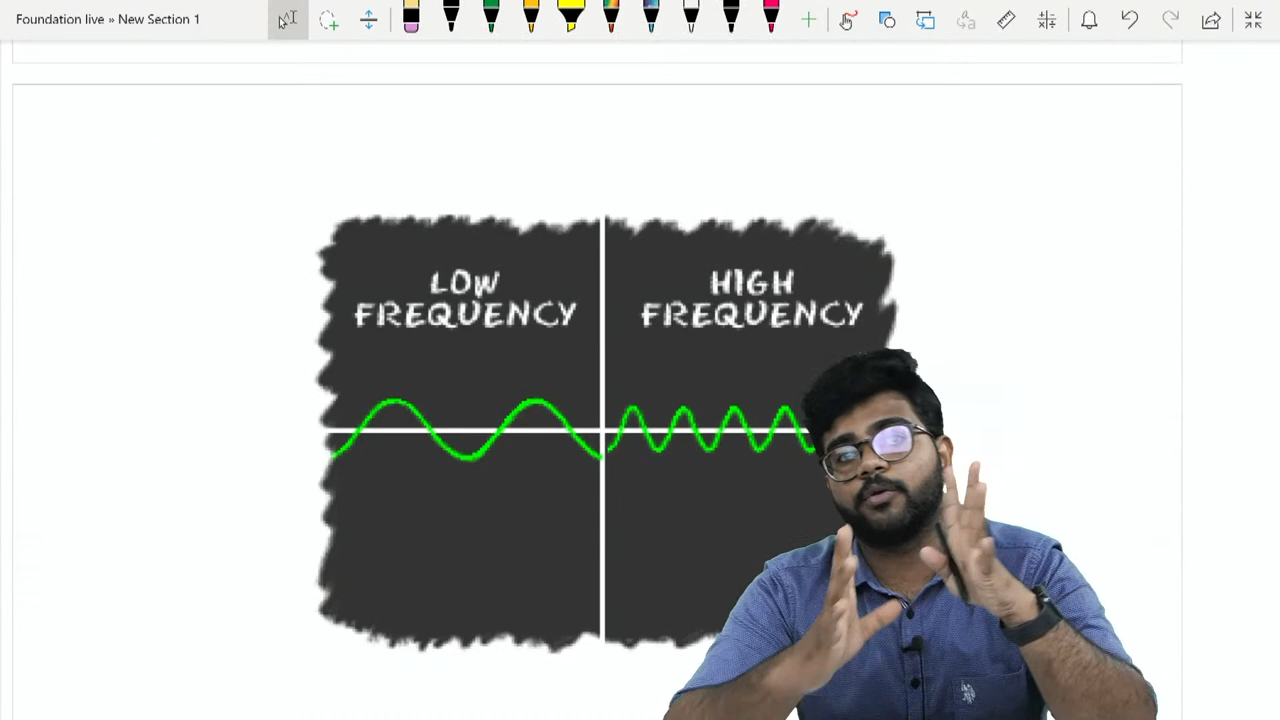 Foundation live » New Section 1
LOW
FREQUENCY
HIGH
FREQUENCY